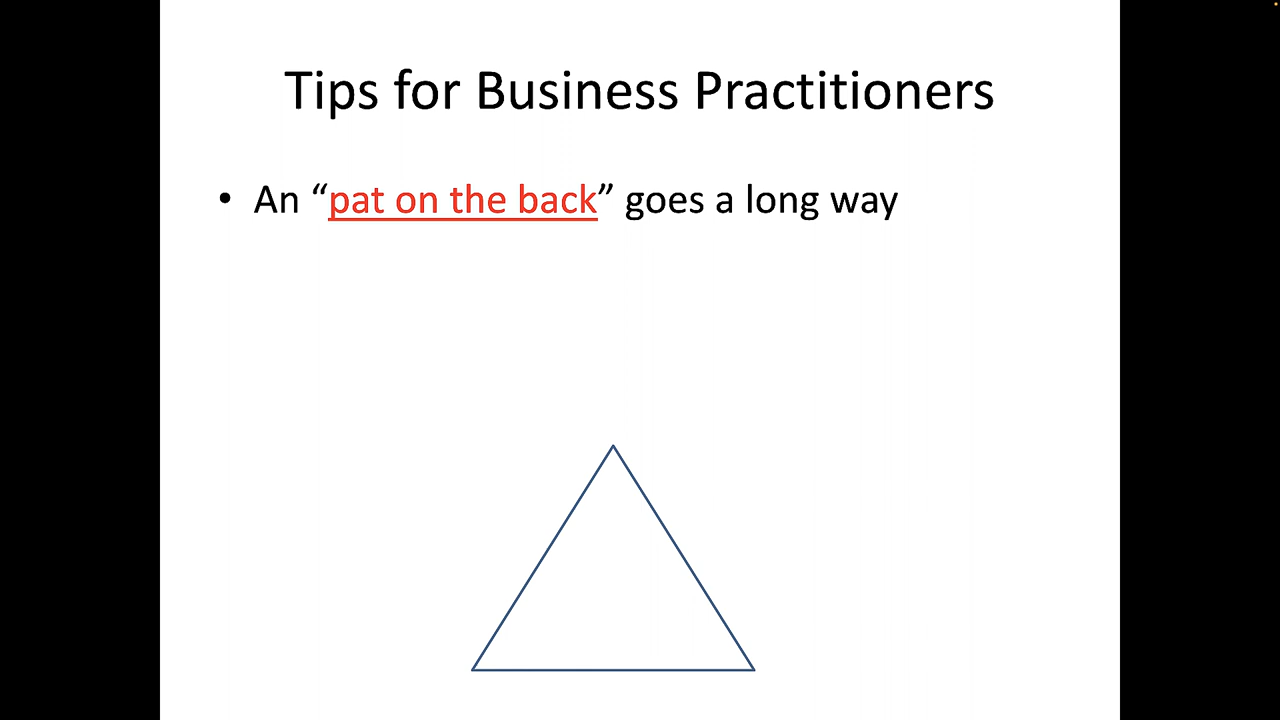 Tips for Business Practitioners
• An “pat on the back” goes a long way